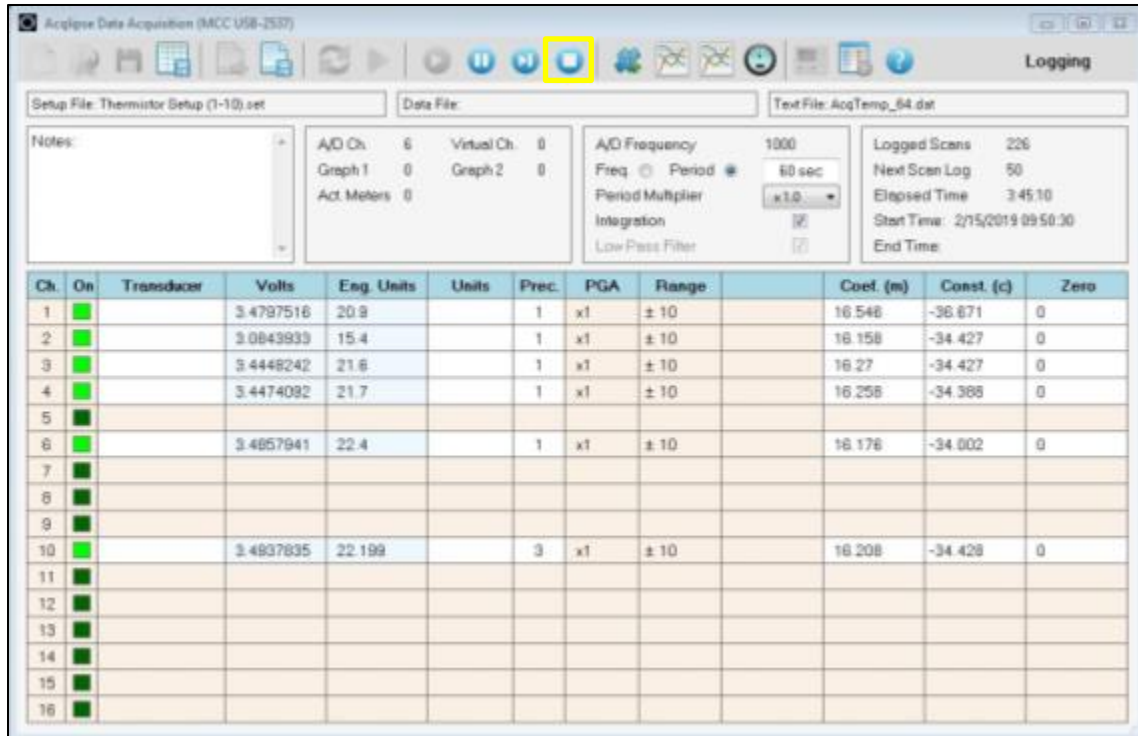 Acqlipse Data Acquisition (MCC USB-2537)
Logging
Setup File: Thermistor Setup (1-10).set
Data File:
Text File: AcqTemp_64.dat
Notes:
A/D Ch. 6 Virtual Ch. 0
Graph 1 0 Graph 2 0
Act. Meters 0
A/D Frequency 1000
Freq. Period 60 sec
Period Multiplier x1.0
Integration
Low Pass Filter
Logged Scans 226
Next Scan Log 50
Elapsed Time 3:45:10
Start Time: 2/15/2019 09:50:30
End Time:
Ch. On Transducer Volts Eng. Units Units Prec. PGA Range Coef. (m) Const. (c) Zero
1 3.4797516 20.9 1 x1 ± 10 16.546 -36.671 0
2 3.0843933 15.4 1 x1 ± 10 16.158 -34.427 0
3 3.4448242 21.6 1 x1 ± 10 16.27 -34.427 0
4 3.4474092 21.7 1 x1 ± 10 16.258 -34.388 0
5
6 3.4857941 22.4 1 x1 ± 10 16.176 -34.002 0
7
8
9
10 3.4937835 22.199 3 x1 ± 10 16.208 -34.428 0
11
12
13
14
15
16